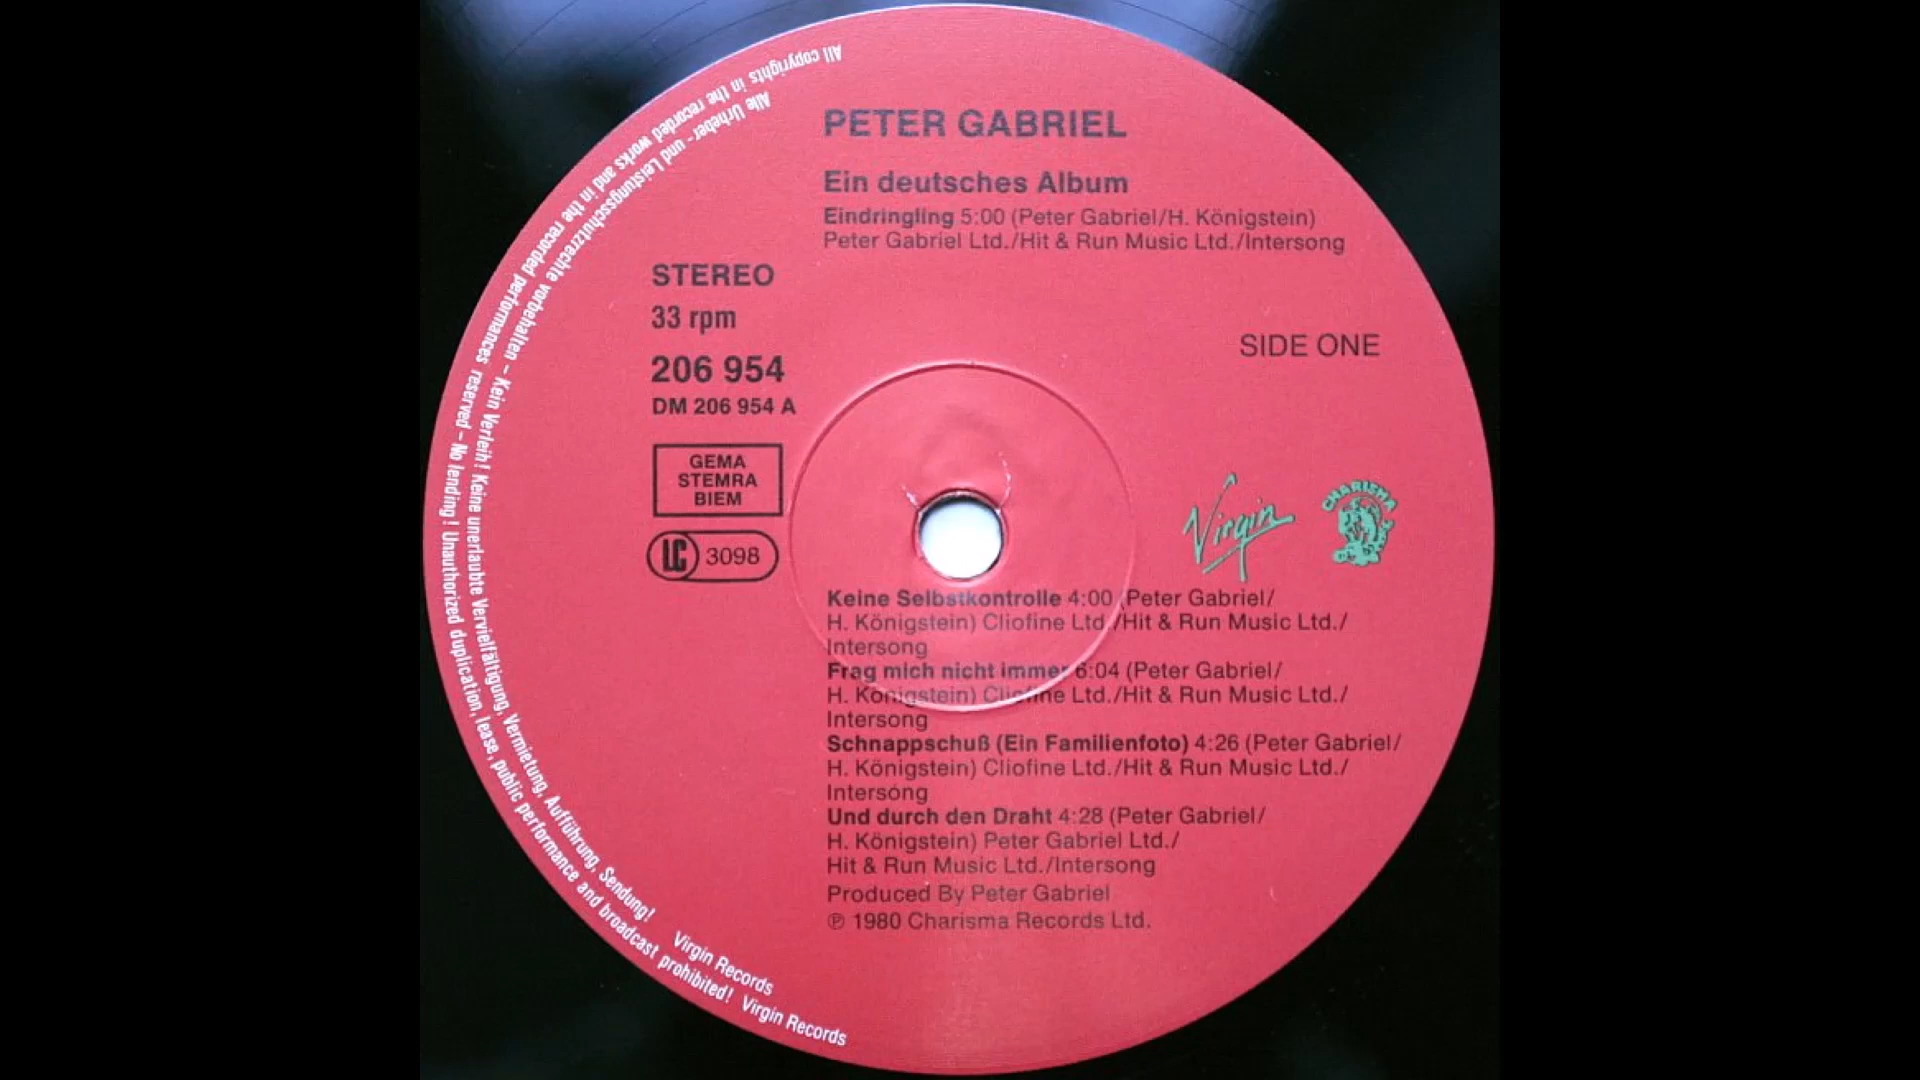 PETER GABRIEL
Ein deutsches Album
Eindringling 5:00 (Peter Gabriel/H. Königstein)
Peter Gabriel Ltd./Hit & Run Music Ltd./Intersong
STEREO
33 rpm
206 954
DM 206 954 A
SIDE ONE
GEMA
STEMRA
BIEM
LC 3098
Virgin
CHARISMA
Keine Selbstkontrolle 4:00 (Peter Gabriel/
H. Königstein) Cliofine Ltd./Hit & Run Music Ltd./
Intersong
Frag mich nicht immer 6:04 (Peter Gabriel/
H. Königstein) Cliofine Ltd./Hit & Run Music Ltd./
Intersong
Schnappschuß (Ein Familienfoto) 4:26 (Peter Gabriel/
H. Königstein) Cliofine Ltd./Hit & Run Music Ltd./
Intersong
Und durch den Draht 4:28 (Peter Gabriel/
H. Königstein) Peter Gabriel Ltd./
Hit & Run Music Ltd./Intersong
Produced By Peter Gabriel
℗ 1980 Charisma Records Ltd.
Alle Urheber- und Leistungsschutzrechte vorbehalten – Kein Verleih! Keine unerlaubte Vervielfältigung, Vermietung, Aufführung, Sendung! Virgin Records
All copyrights in the recorded works and in the recorded performances reserved – No lending! Unauthorized duplication, lease, public performance and broadcast prohibited! Virgin Records